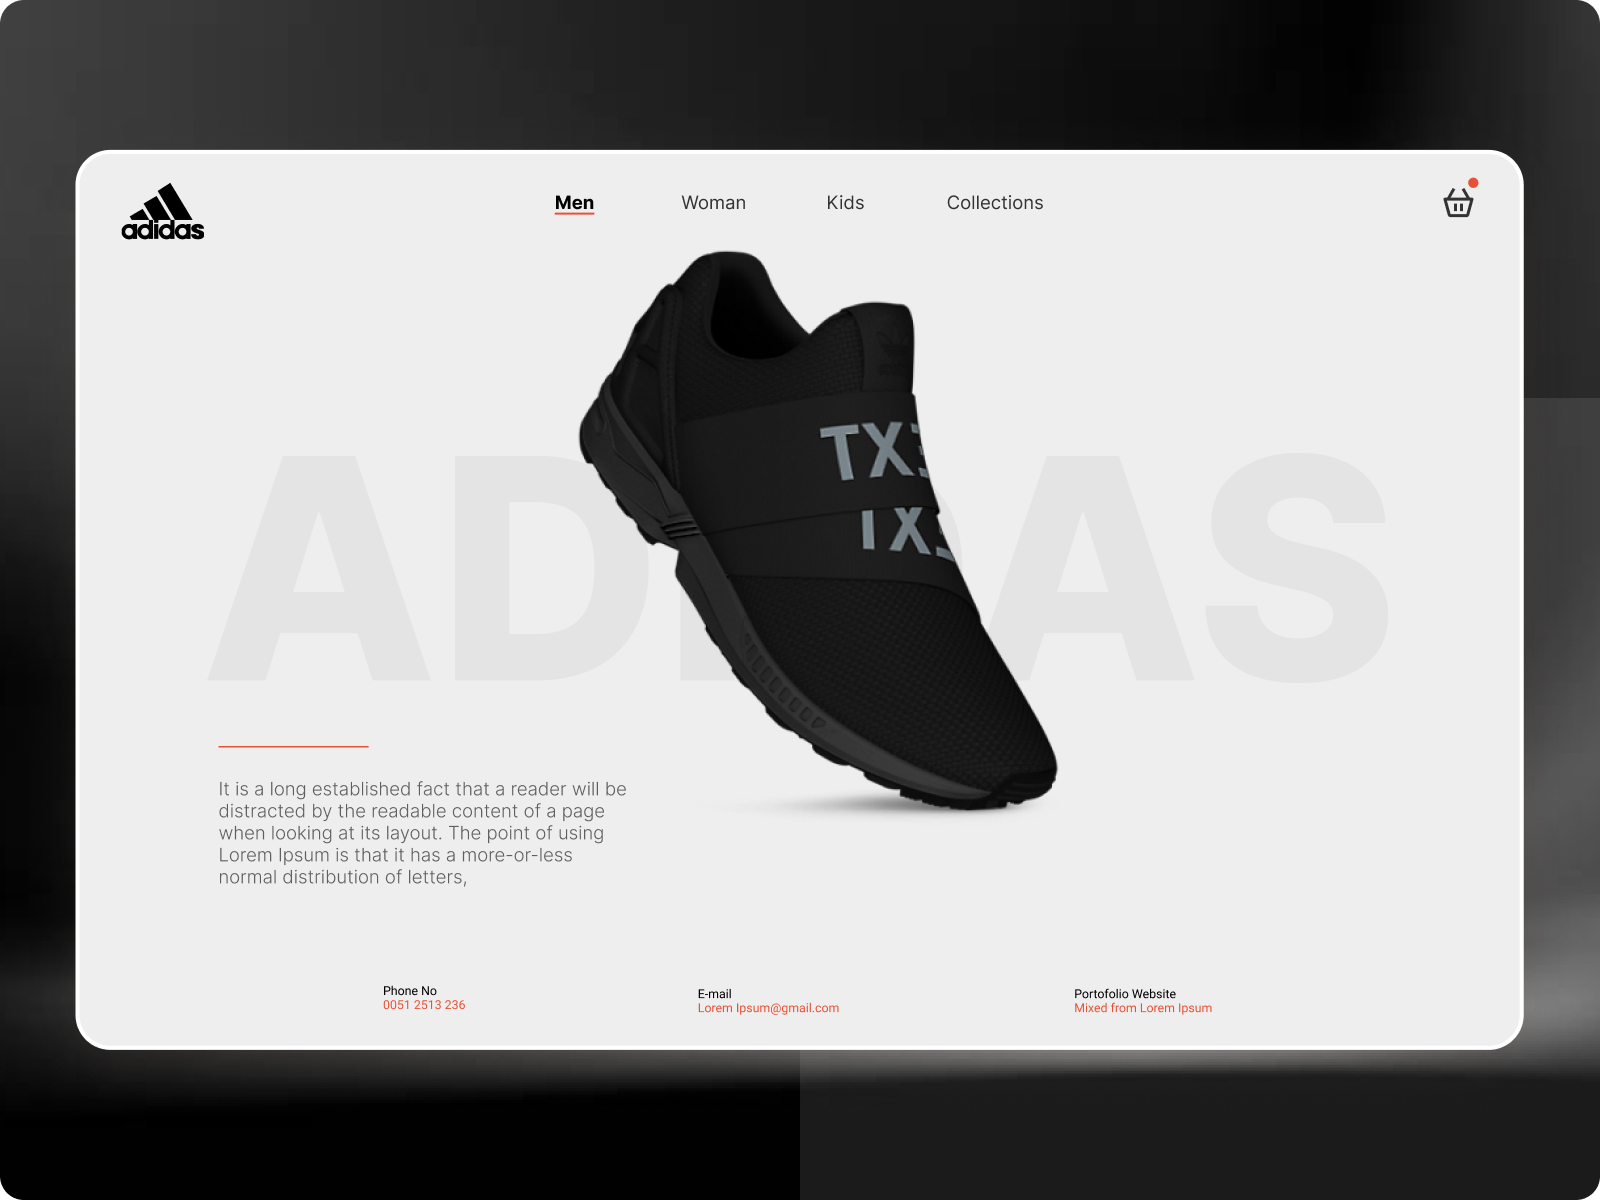 adidas
Men Woman Kids Collections
ADIDAS
TX
TX
It is a long established fact that a reader will be
distracted by the readable content of a page
when looking at its layout. The point of using
Lorem Ipsum is that it has a more-or-less
normal distribution of letters,
Phone No
0051 2513 236
E-mail
Lorem Ipsum@gmail.com
Portofolio Website
Mixed from Lorem Ipsum